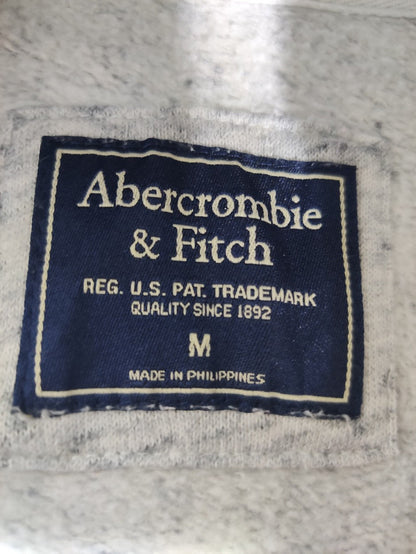 Abercrombie
& Fitch
REG. U.S. PAT. TRADEMARK
QUALITY SINCE 1892
M
MADE IN PHILIPPINES